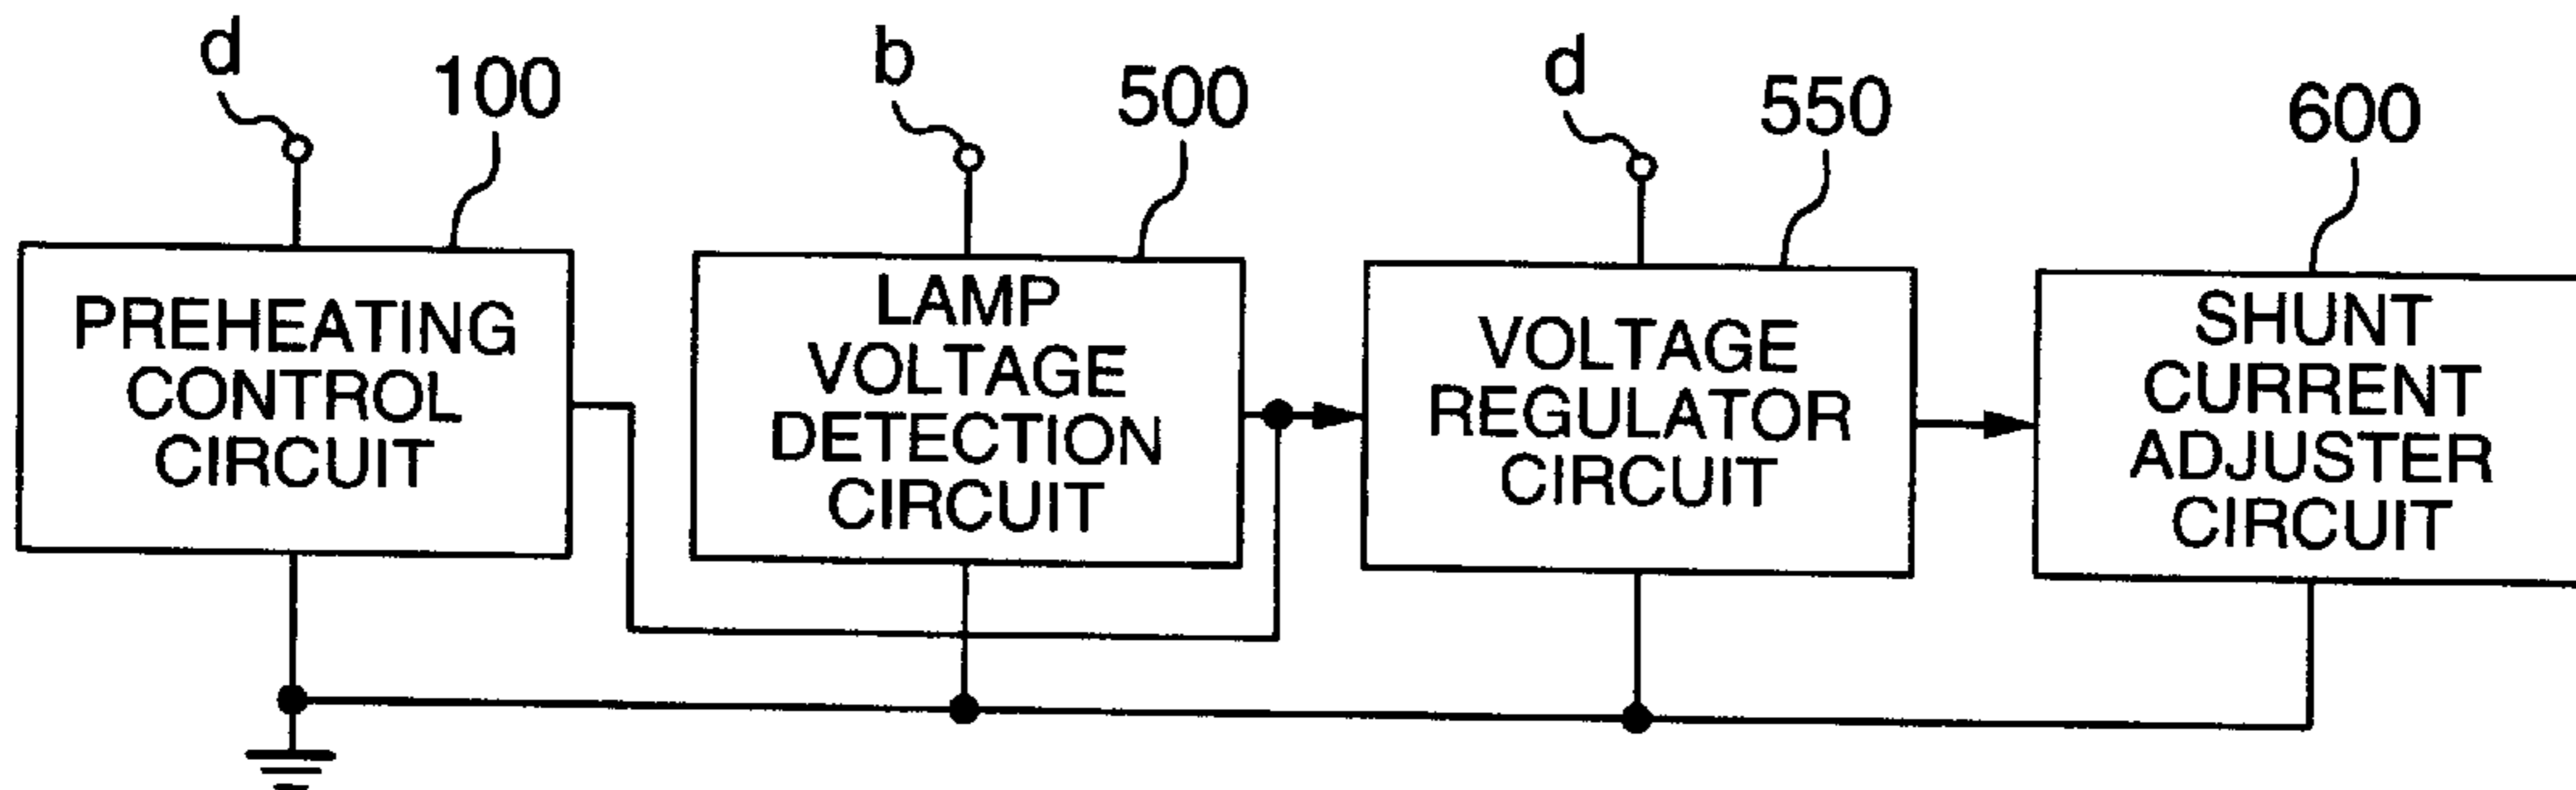 d
100
b
500
d
550
600
PREHEATING
CONTROL
CIRCUIT
LAMP
VOLTAGE
DETECTION
CIRCUIT
VOLTAGE
REGULATOR
CIRCUIT
SHUNT
CURRENT
ADJUSTER
CIRCUIT